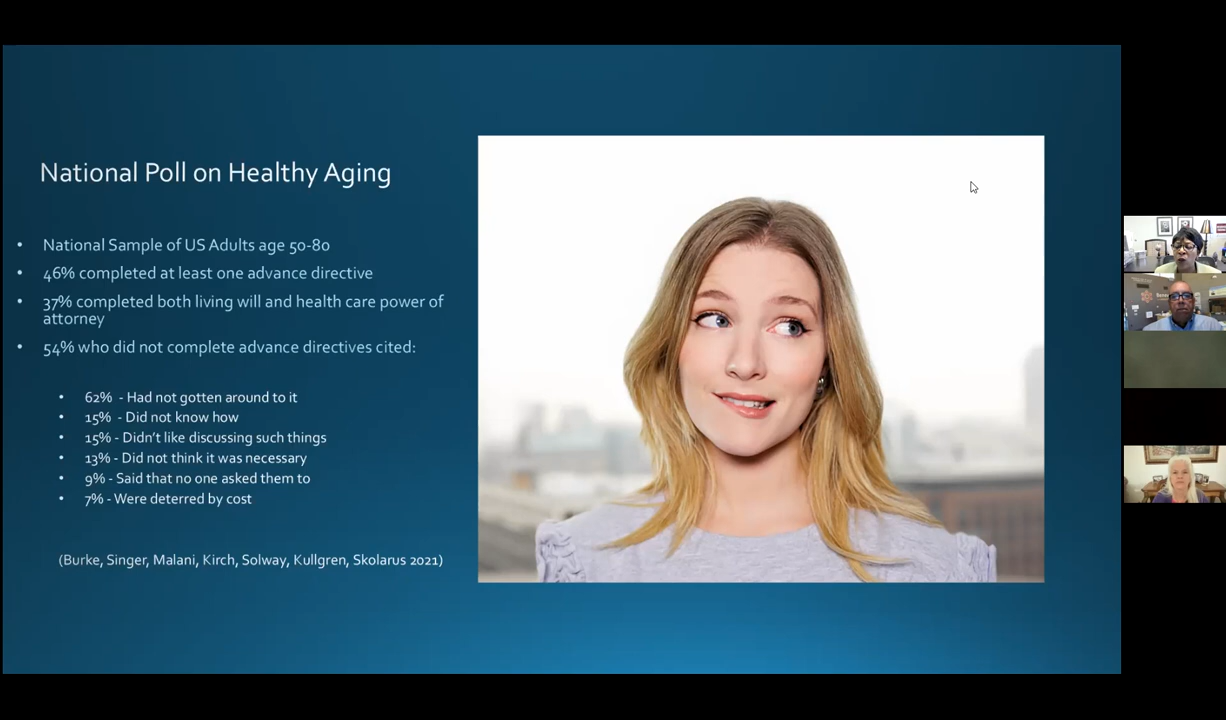 National Poll on Healthy Aging
• National Sample of US Adults age 50-80
• 46% completed at least one advance directive
• 37% completed both living will and health care power of
attorney
• 54% who did not complete advance directives cited:
• 62% - Had not gotten around to it
• 15% - Did not know how
• 15% - Didn't like discussing such things
• 13% - Did not think it was necessary
• 9% - Said that no one asked them to
• 7% - Were deterred by cost
(Burke, Singer, Malani, Kirch, Solway, Kullgren, Skolarus 2021)